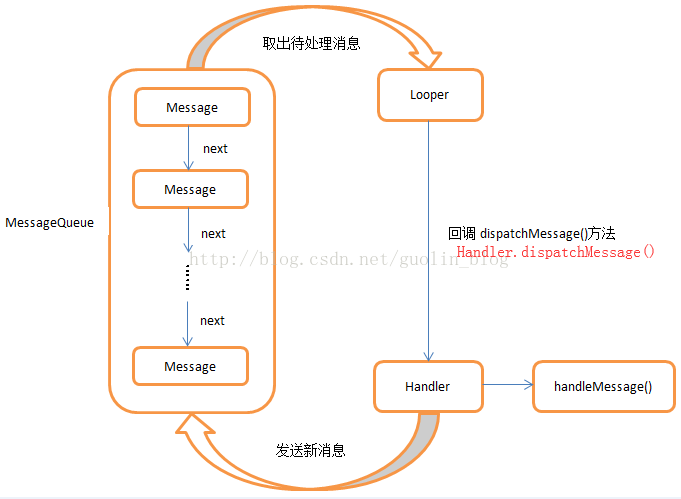 取出待处理消息
Message
Looper
next
Message
MessageQueue
next
回调 dispatchMessage()方法
Handler.dispatchMessage()
http://blog.csdn.net/guolin_blog
......
next
Message
Handler
handleMessage()
发送新消息